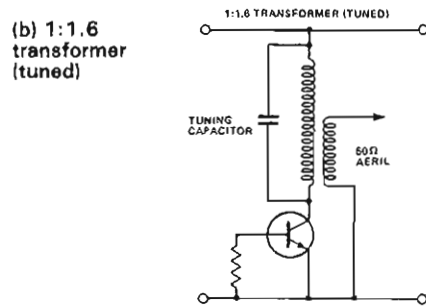 (b) 1:1.6
transformer
(tuned)
1:1.6 TRANSFORMER (TUNED)
TUNING
CAPACITOR
60Ω
AERIL